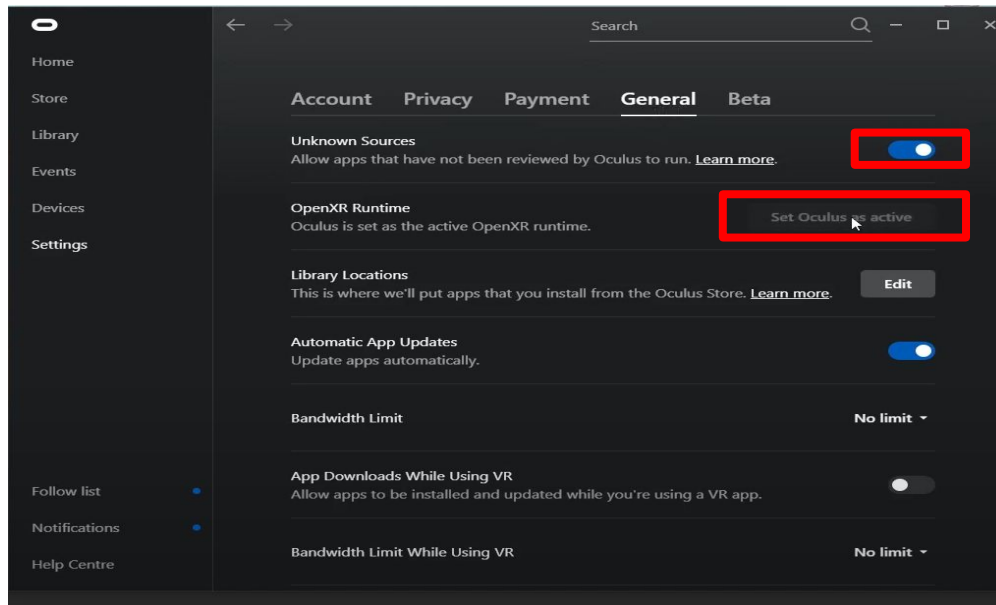 Search
Home
Store
Library
Events
Devices
Settings
Follow list
Notifications
Help Centre
Account Privacy Payment General Beta
Unknown Sources
Allow apps that have not been reviewed by Oculus to run. Learn more.
OpenXR Runtime
Oculus is set as the active OpenXR runtime.
Set Oculus as active
Library Locations
This is where we'll put apps that you install from the Oculus Store. Learn more.
Edit
Automatic App Updates
Update apps automatically.
Bandwidth Limit
No limit
App Downloads While Using VR
Allow apps to be installed and updated while you're using a VR app.
Bandwidth Limit While Using VR
No limit